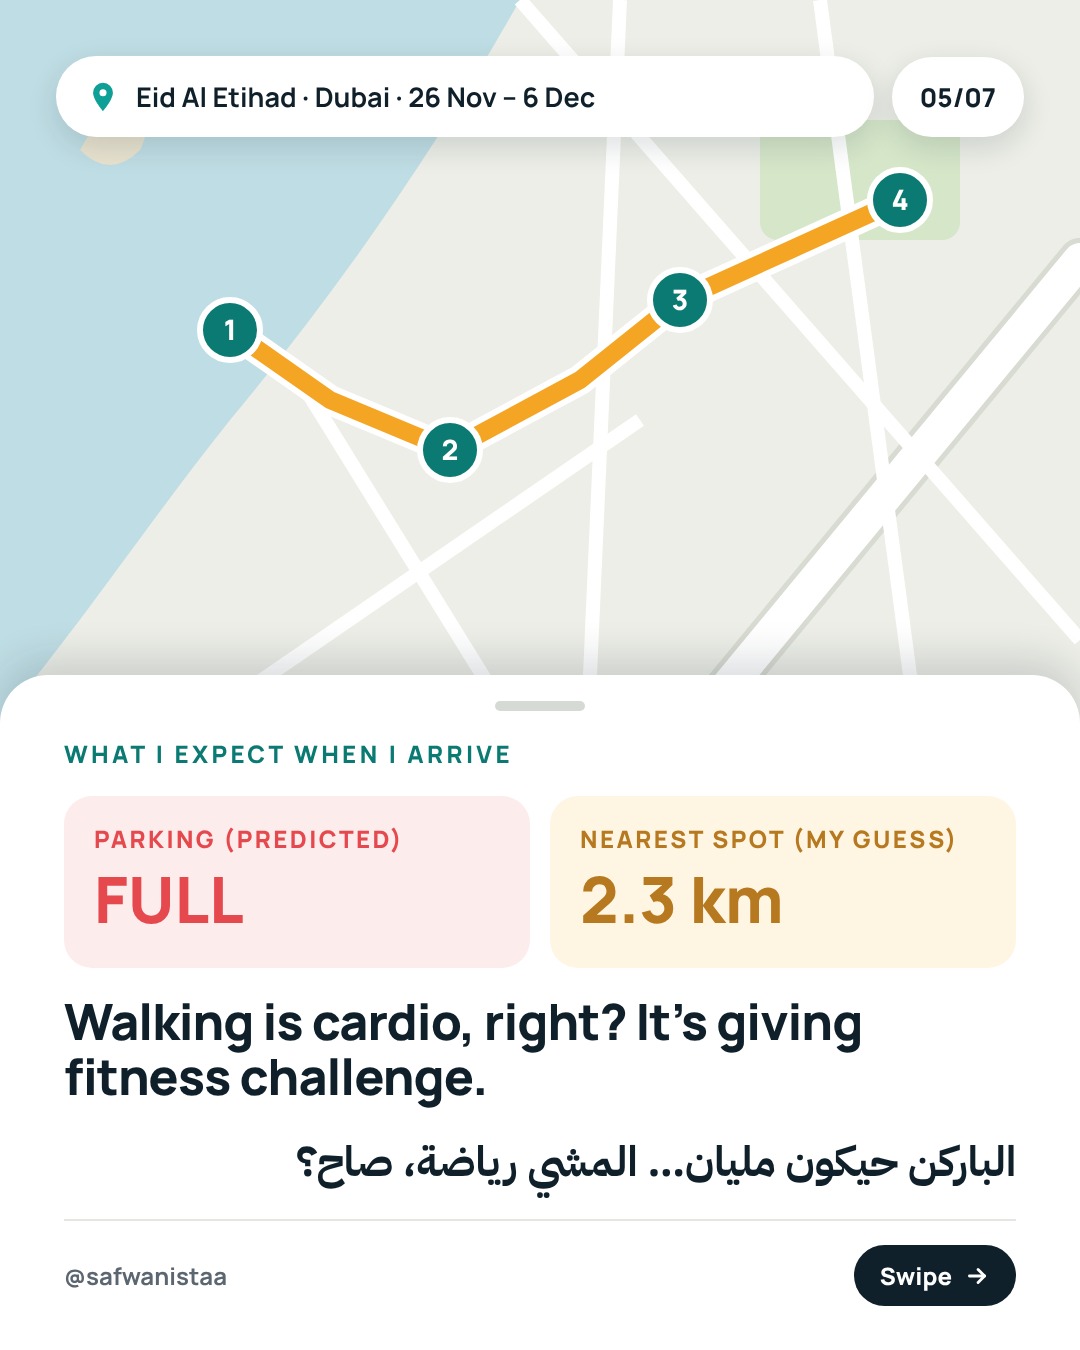 Eid Al Etihad · Dubai · 26 Nov – 6 Dec
05/07
1
2
3
4
WHAT I EXPECT WHEN I ARRIVE
PARKING (PREDICTED)
FULL
NEAREST SPOT (MY GUESS)
2.3 km
Walking is cardio, right? It’s giving
fitness challenge.
الباركن حيكون مليان... المشي رياضة، صاح؟
@safwanistaa
Swipe →